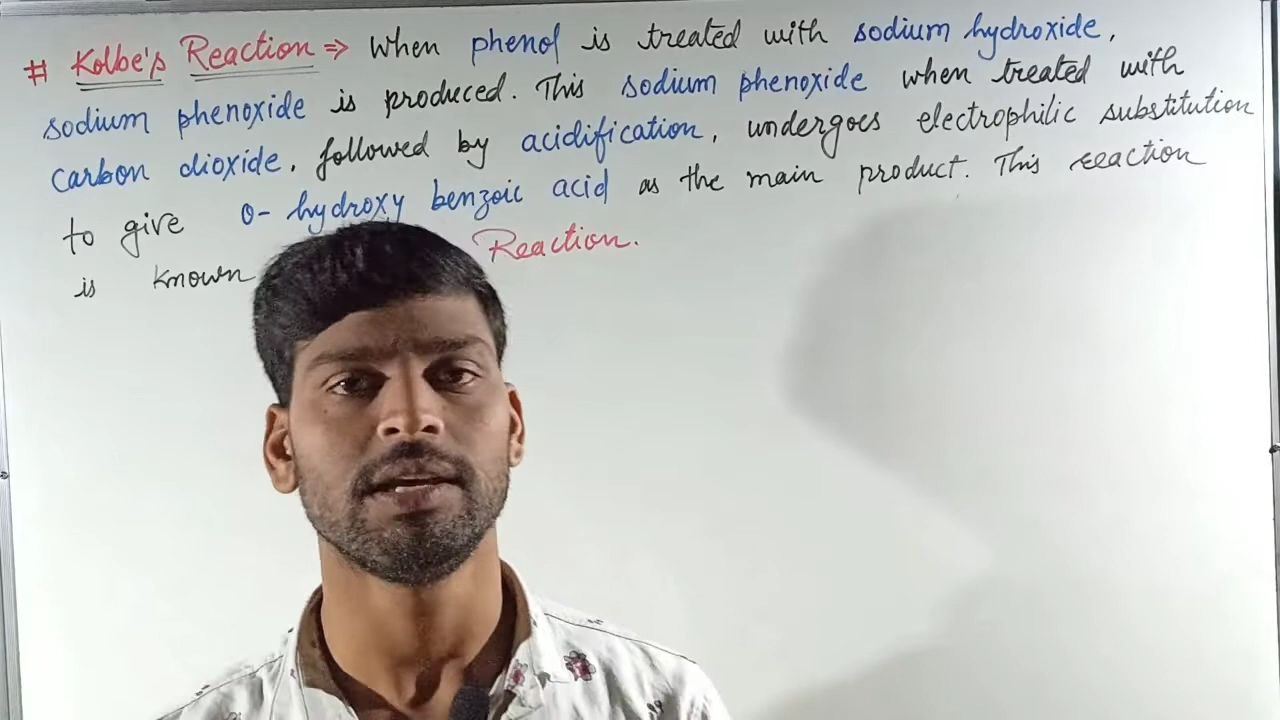 # Kolbe's Reaction ⇒ When phenol is treated with sodium hydroxide,
sodium phenoxide is produced. This sodium phenoxide when treated with
carbon dioxide, followed by acidification, undergoes electrophilic substitution
to give o- hydroxy benzoic acid as the main product. This reaction
is known Reaction.